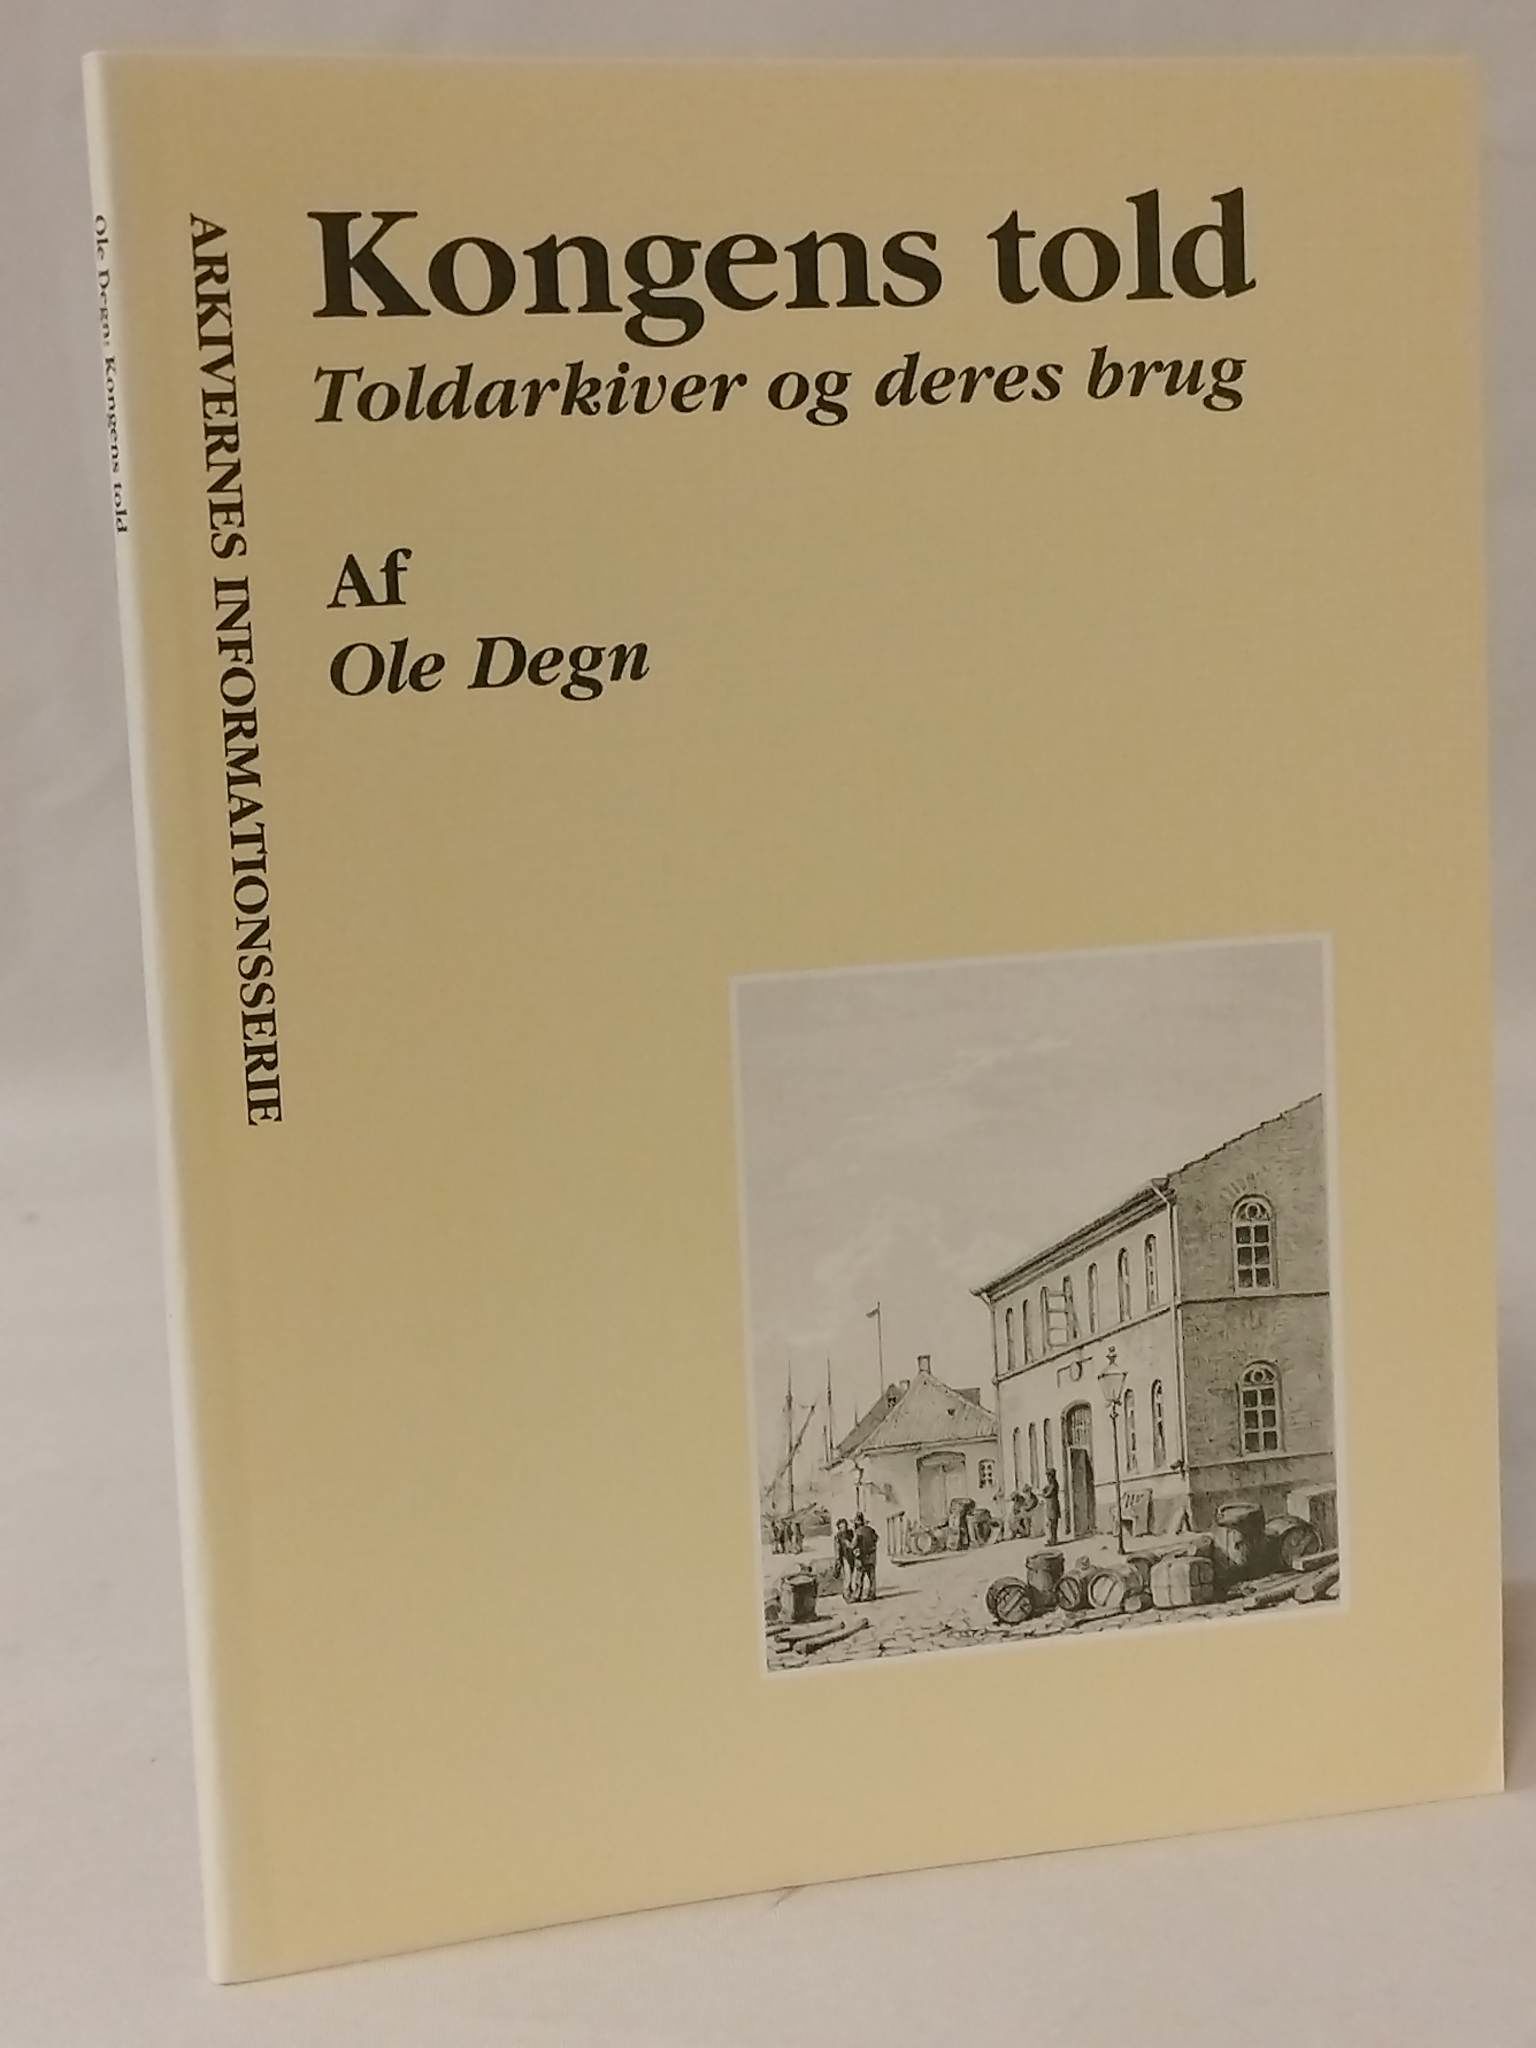 Kongens told
Toldarkiver og deres brug
Af
Ole Degn
ARKIVERNES INFORMATIONSSERIE
Ole Degn: Kongens told